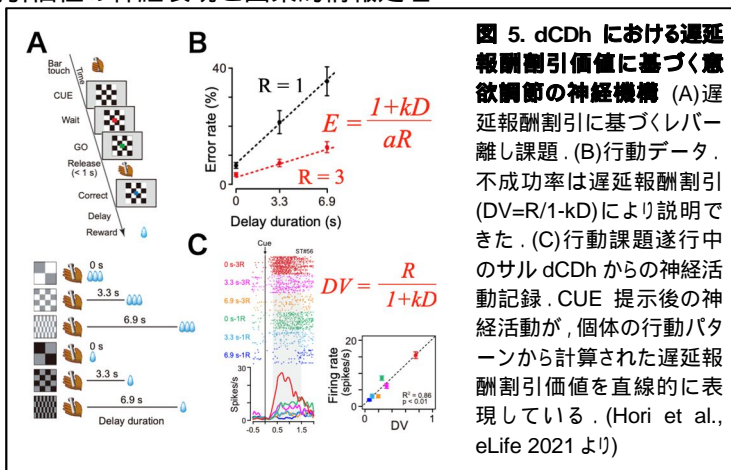 A
Bar
touch
Time
CUE
Wait
GO
Release
(< 1 s)
Correct
Delay
Reward
0 s
3.3 s
6.9 s
0 s
3.3 s
6.9 s
Delay duration
B
Error rate (%)
40
20
0
R = 1
R = 3
E = 1+kD / aR
0 3.3 6.9
Delay duration (s)
C
Cue
ST#56
0 s-3R
3.3 s-3R
6.9 s-3R
0 s-1R
3.3 s-1R
6.9 s-1R
Spikes/s
30
0
-0.5 0.5 1.5
DV = R / 1+kD
Firing rate
(spikes/s)
20
10
0
R² = 0.86
p < 0.01
0 0.5 1
DV
図 5. dCDh における遅延
報酬割引価値に基づく意
欲調節の神経機構 (A)遅
延報酬割引に基づくレバー
離し課題．(B)行動データ．
不成功率は遅延報酬割引
(DV=R/1-kD)により説明で
きた．(C)行動課題遂行中
のサル dCDh からの神経活
動記録．CUE 提示後の神
経活動が，個体の行動パタ
ーンから計算された遅延報
酬割引価値を直線的に表
現している．(Hori et al.,
eLife 2021 より)